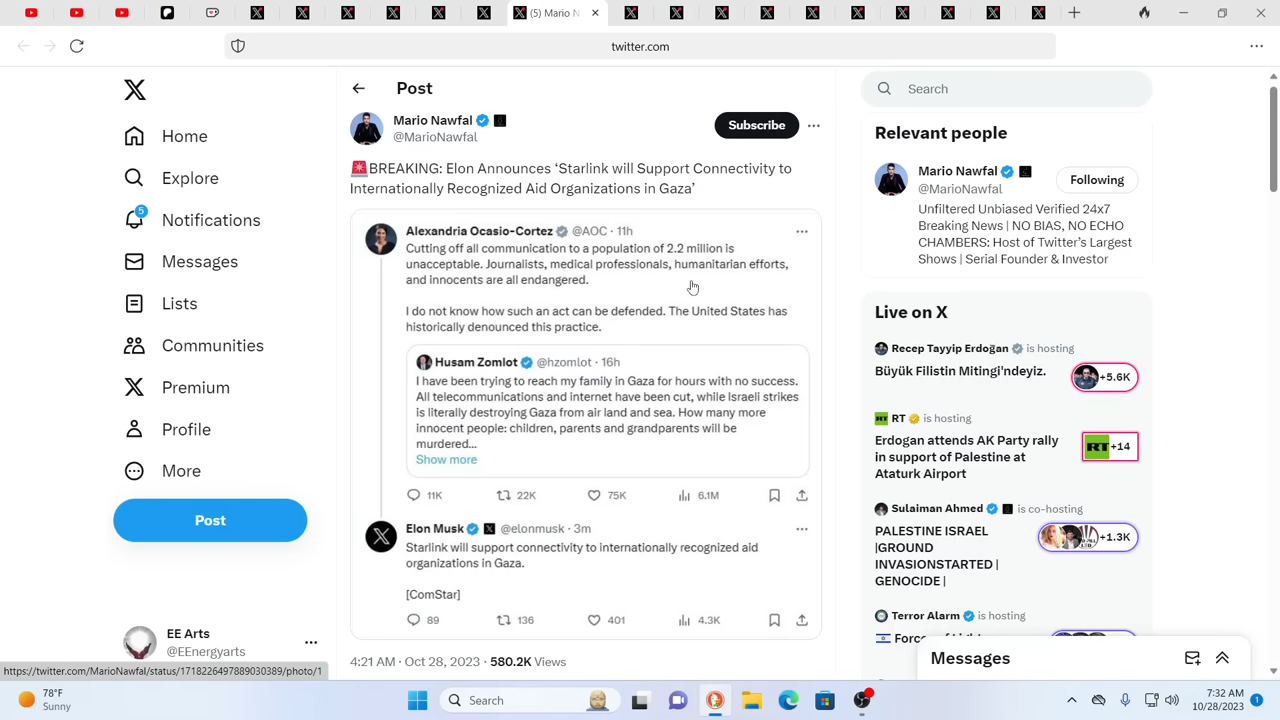 (5) Mario N
twitter.com
Home
Explore
5
Notifications
Messages
Lists
Communities
Premium
Profile
More
Post
EE Arts
@EEnergyarts
https://twitter.com/MarioNawfal/status/1718226497889030389/photo/1
Post
Mario Nawfal
@MarioNawfal
Subscribe
🚨BREAKING: Elon Announces ‘Starlink will Support Connectivity to
Internationally Recognized Aid Organizations in Gaza’
Alexandria Ocasio-Cortez @AOC · 11h
Cutting off all communication to a population of 2.2 million is
unacceptable. Journalists, medical professionals, humanitarian efforts,
and innocents are all endangered.
I do not know how such an act can be defended. The United States has
historically denounced this practice.
Husam Zomlot @hzomlot · 16h
I have been trying to reach my family in Gaza for hours with no success.
All telecommunications and internet have been cut, while Israeli strikes
is literally destroying Gaza from air land and sea. How many more
innocent people: children, parents and grandparents will be
murdered...
Show more
11K 22K 75K 6.1M
Elon Musk @elonmusk · 3m
Starlink will support connectivity to internationally recognized aid
organizations in Gaza.
[ComStar]
89 136 401 4.3K
4:21 AM · Oct 28, 2023 · 580.2K Views
Search
Relevant people
Mario Nawfal
@MarioNawfal
Following
Unfiltered Unbiased Verified 24x7
Breaking News | NO BIAS, NO ECHO
CHAMBERS: Host of Twitter’s Largest
Shows | Serial Founder & Investor
Live on X
Recep Tayyip Erdoğan is hosting
Büyük Filistin Mitingi'ndeyiz.
+5.6K
RT is hosting
Erdogan attends AK Party rally
in support of Palestine at
Ataturk Airport
RT +14
Sulaiman Ahmed is co-hosting
PALESTINE ISRAEL
|GROUND
INVASIONSTARTED |
GENOCIDE |
+1.3K
Terror Alarm is hosting
Messages
78°F
Sunny
Search
7:32 AM
10/28/2023
1